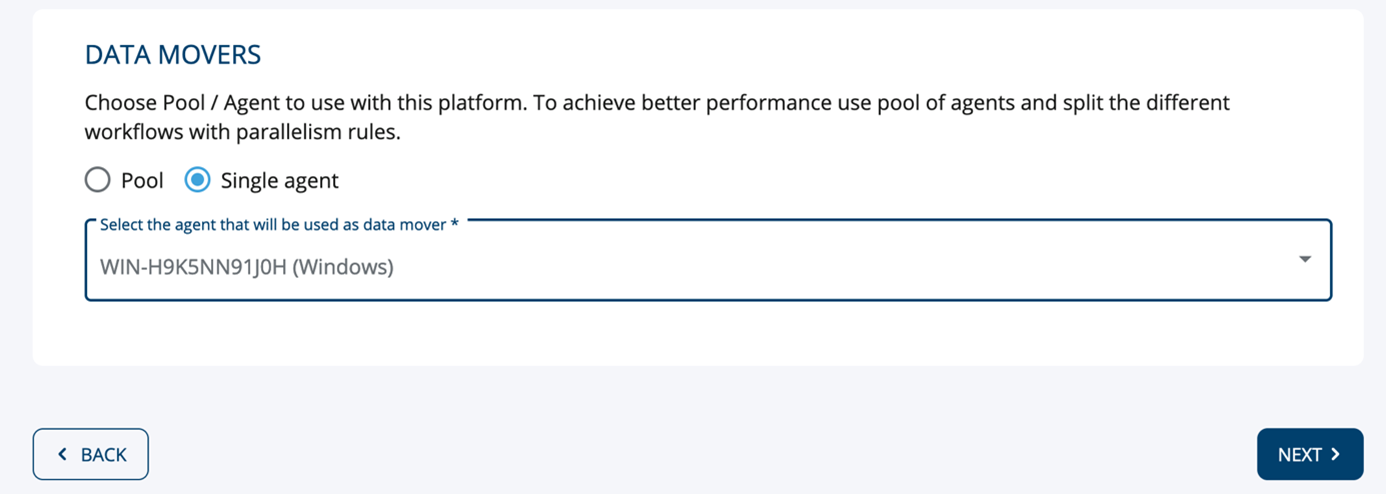 DATA MOVERS
Choose Pool / Agent to use with this platform. To achieve better performance use pool of agents and split the different
workflows with parallelism rules.
Pool Single agent
Select the agent that will be used as data mover *
WIN-H9K5NN91J0H (Windows)
BACK NEXT